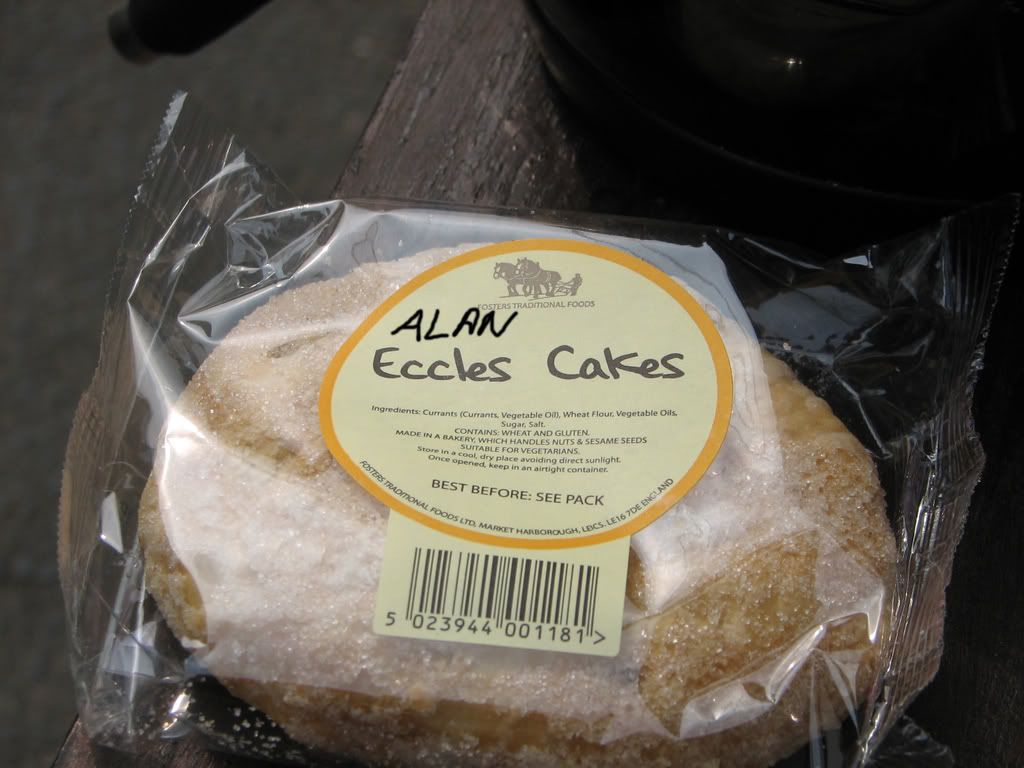 FOSTERS TRADITIONAL FOODS
ALAN
Eccles Cakes
Ingredients: Currants (Currants, Vegetable Oil), Wheat Flour, Vegetable Oils,
Sugar, Salt.
CONTAINS: WHEAT AND GLUTEN.
MADE IN A BAKERY, WHICH HANDLES NUTS & SESAME SEEDS
SUITABLE FOR VEGETARIANS.
Store in a cool, dry place avoiding direct sunlight.
Once opened, keep in an airtight container.
BEST BEFORE: SEE PACK
FOSTERS TRADITIONAL FOODS LTD. MARKET HARBOROUGH, LEICS. LE16 7DE ENGLAND
5 023944 001181 >